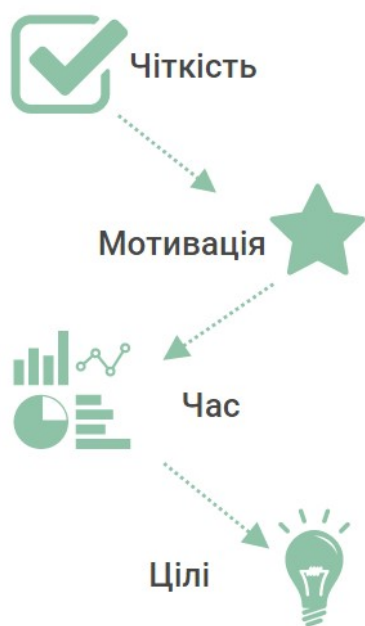 Чіткість
Мотивація
Час
Цілі